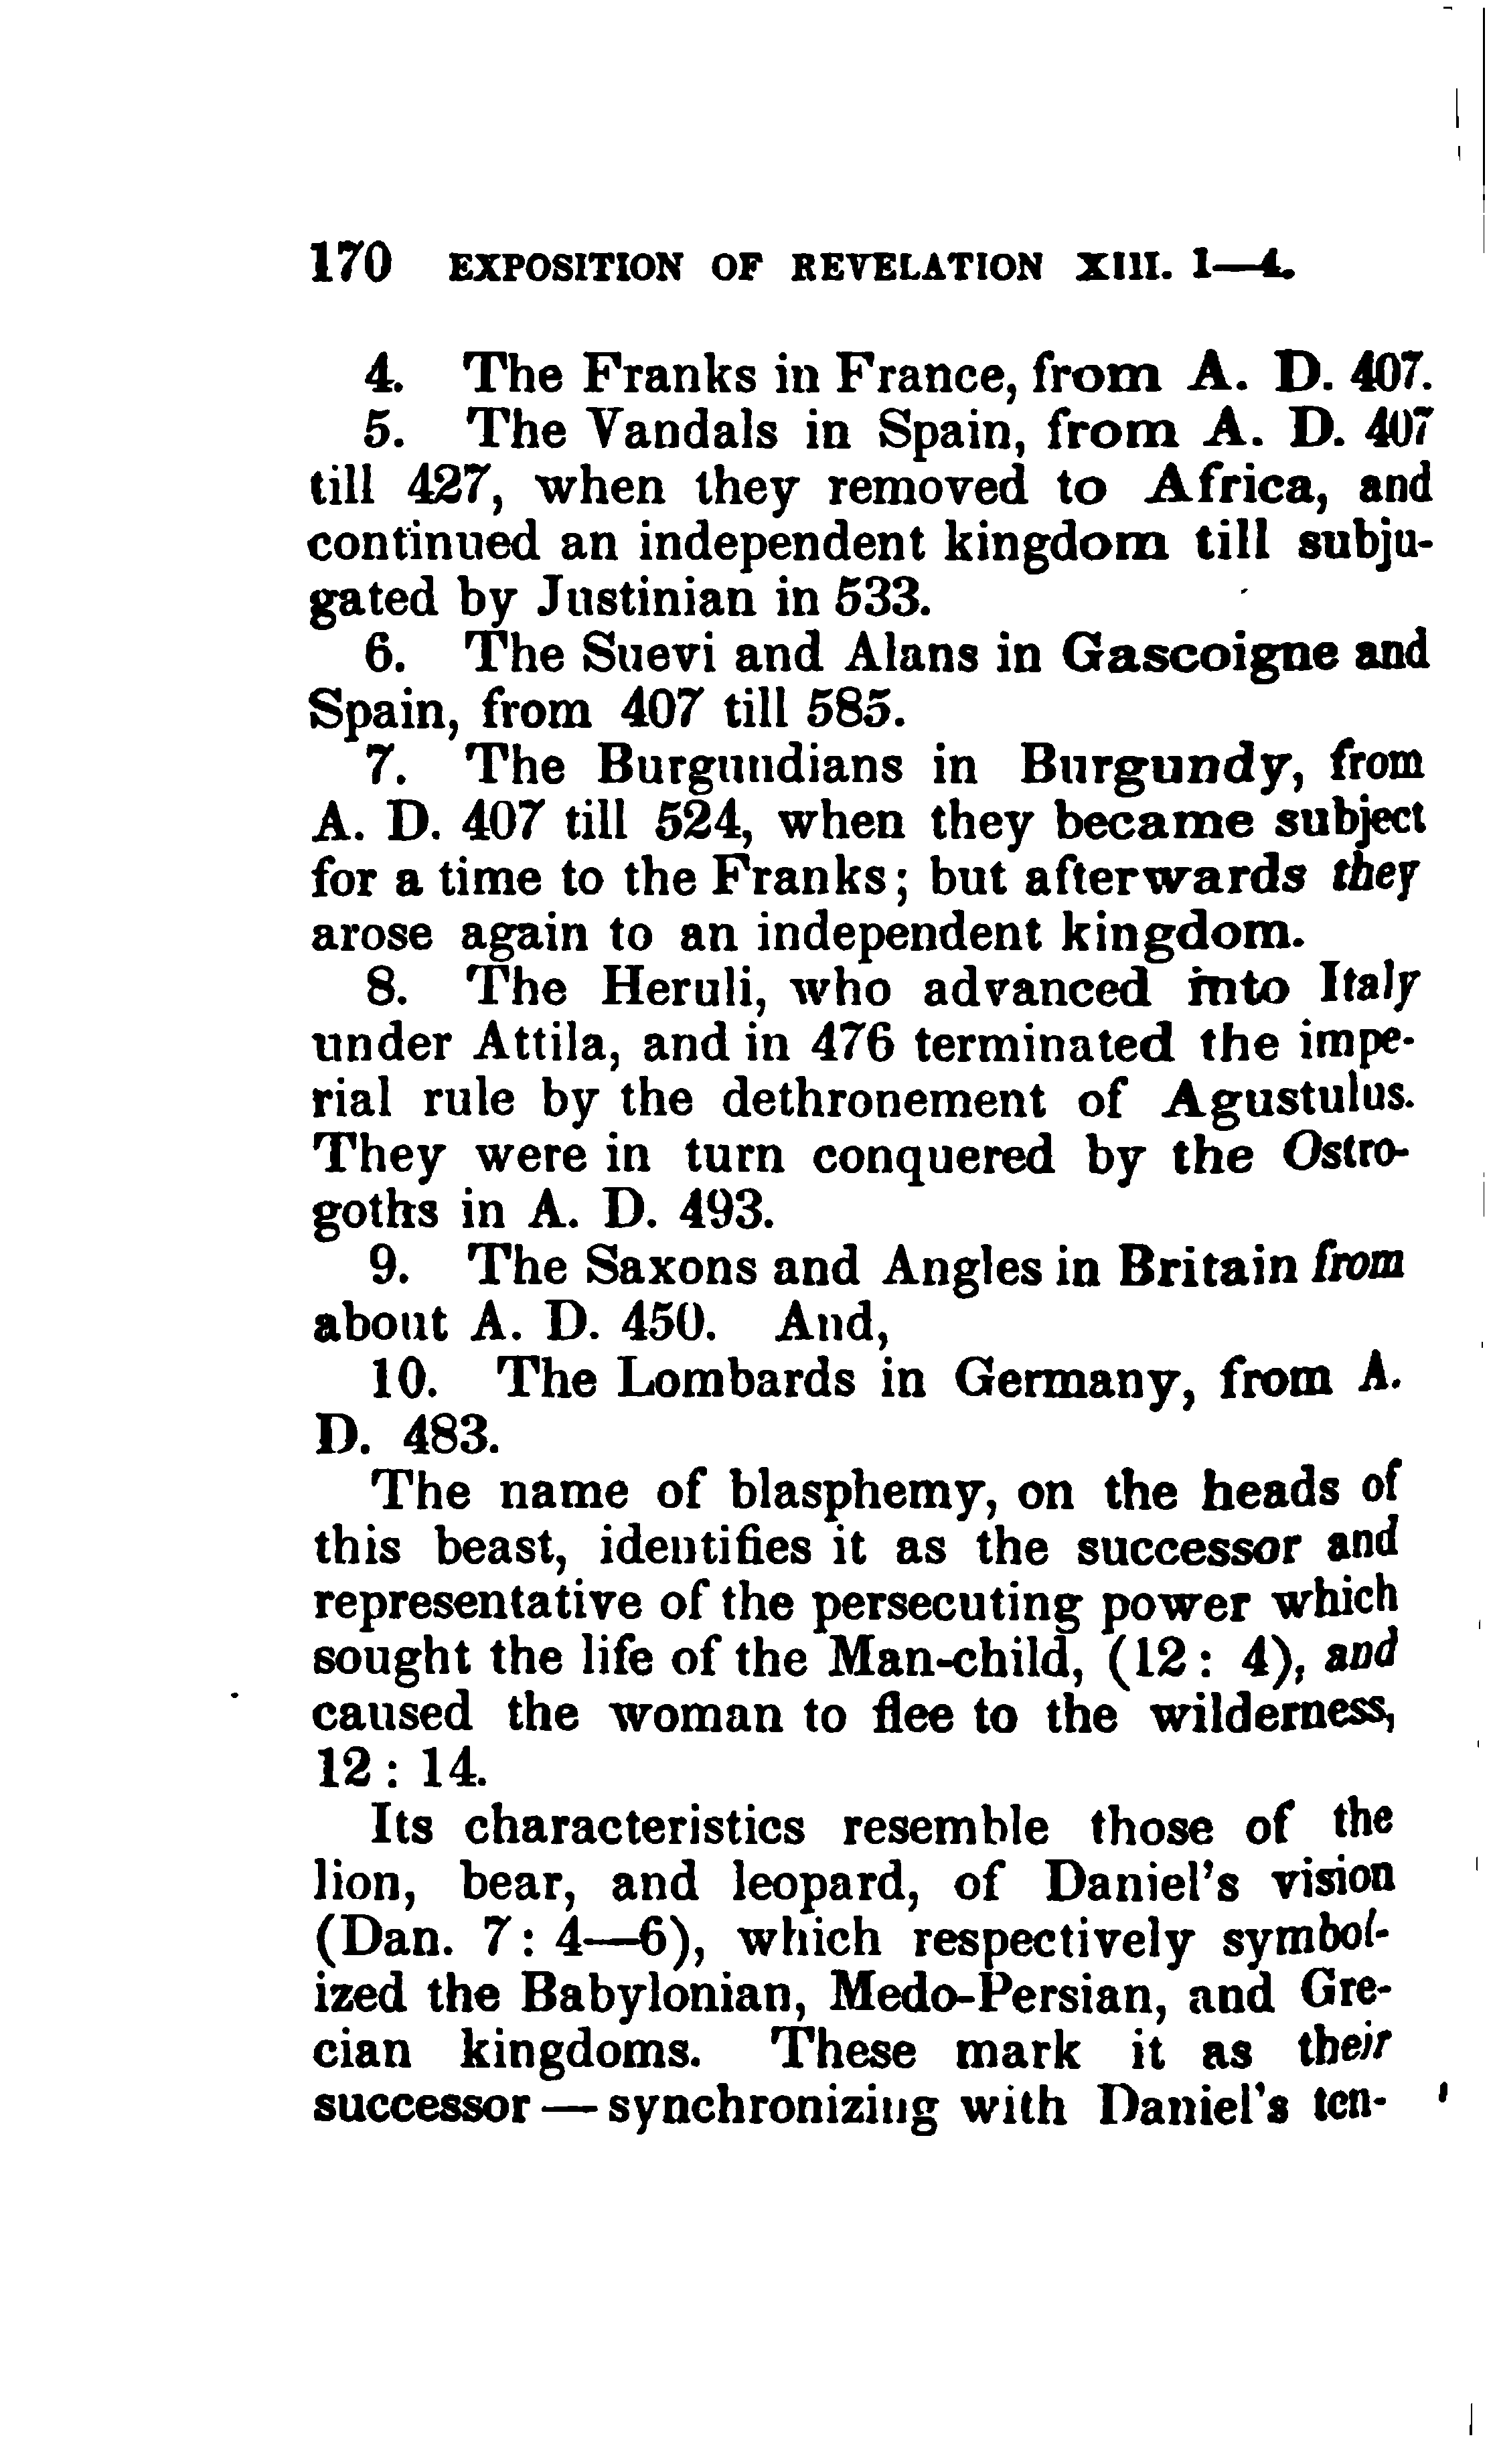 170 EXPOSITION OF REVELATION XIII. 1—4.
4. The Franks in France, from A. D. 407.
5. The Vandals in Spain, from A. D. 407
till 427, when they removed to Africa, and
continued an independent kingdom till subju-
gated by Justinian in 533.
6. The Suevi and Alans in Gascoigne and
Spain, from 407 till 585.
7. The Burgundians in Burgundy, from
A. D. 407 till 524, when they became subject
for a time to the Franks; but afterwards they
arose again to an independent kingdom.
8. The Heruli, who advanced into Italy
under Attila, and in 476 terminated the impe-
rial rule by the dethronement of Agustulus.
They were in turn conquered by the Ostro-
goths in A. D. 493.
9. The Saxons and Angles in Britain from
about A. D. 450. And,
10. The Lombards in Germany, from A.
D. 483.
The name of blasphemy, on the heads of
this beast, identifies it as the successor and
representative of the persecuting power which
sought the life of the Man-child, (12: 4), and
caused the woman to flee to the wilderness,
12: 14.
Its characteristics resemble those of the
lion, bear, and leopard, of Daniel's vision
(Dan. 7: 4—6), which respectively symbol-
ized the Babylonian, Medo-Persian, and Gre-
cian kingdoms. These mark it as their
successor — synchronizing with Daniel's ten-